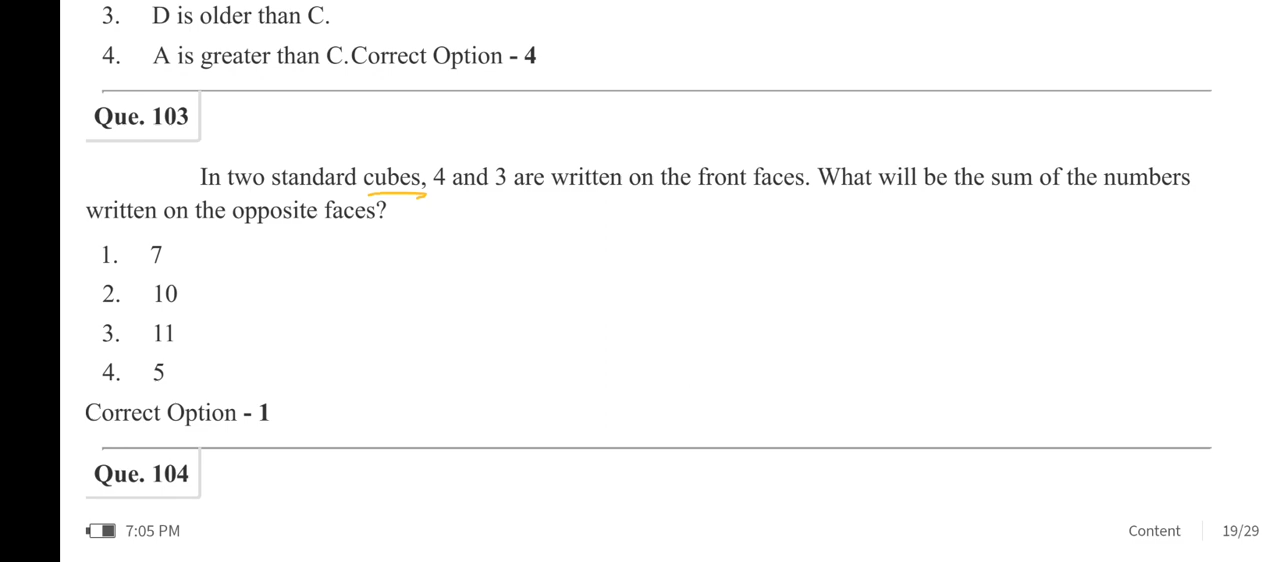 3. D is older than C.
4. A is greater than C.Correct Option - 4
Que. 103
In two standard cubes, 4 and 3 are written on the front faces. What will be the sum of the numbers
written on the opposite faces?
1. 7
2. 10
3. 11
4. 5
Correct Option - 1
Que. 104
7:05 PM Content 19/29